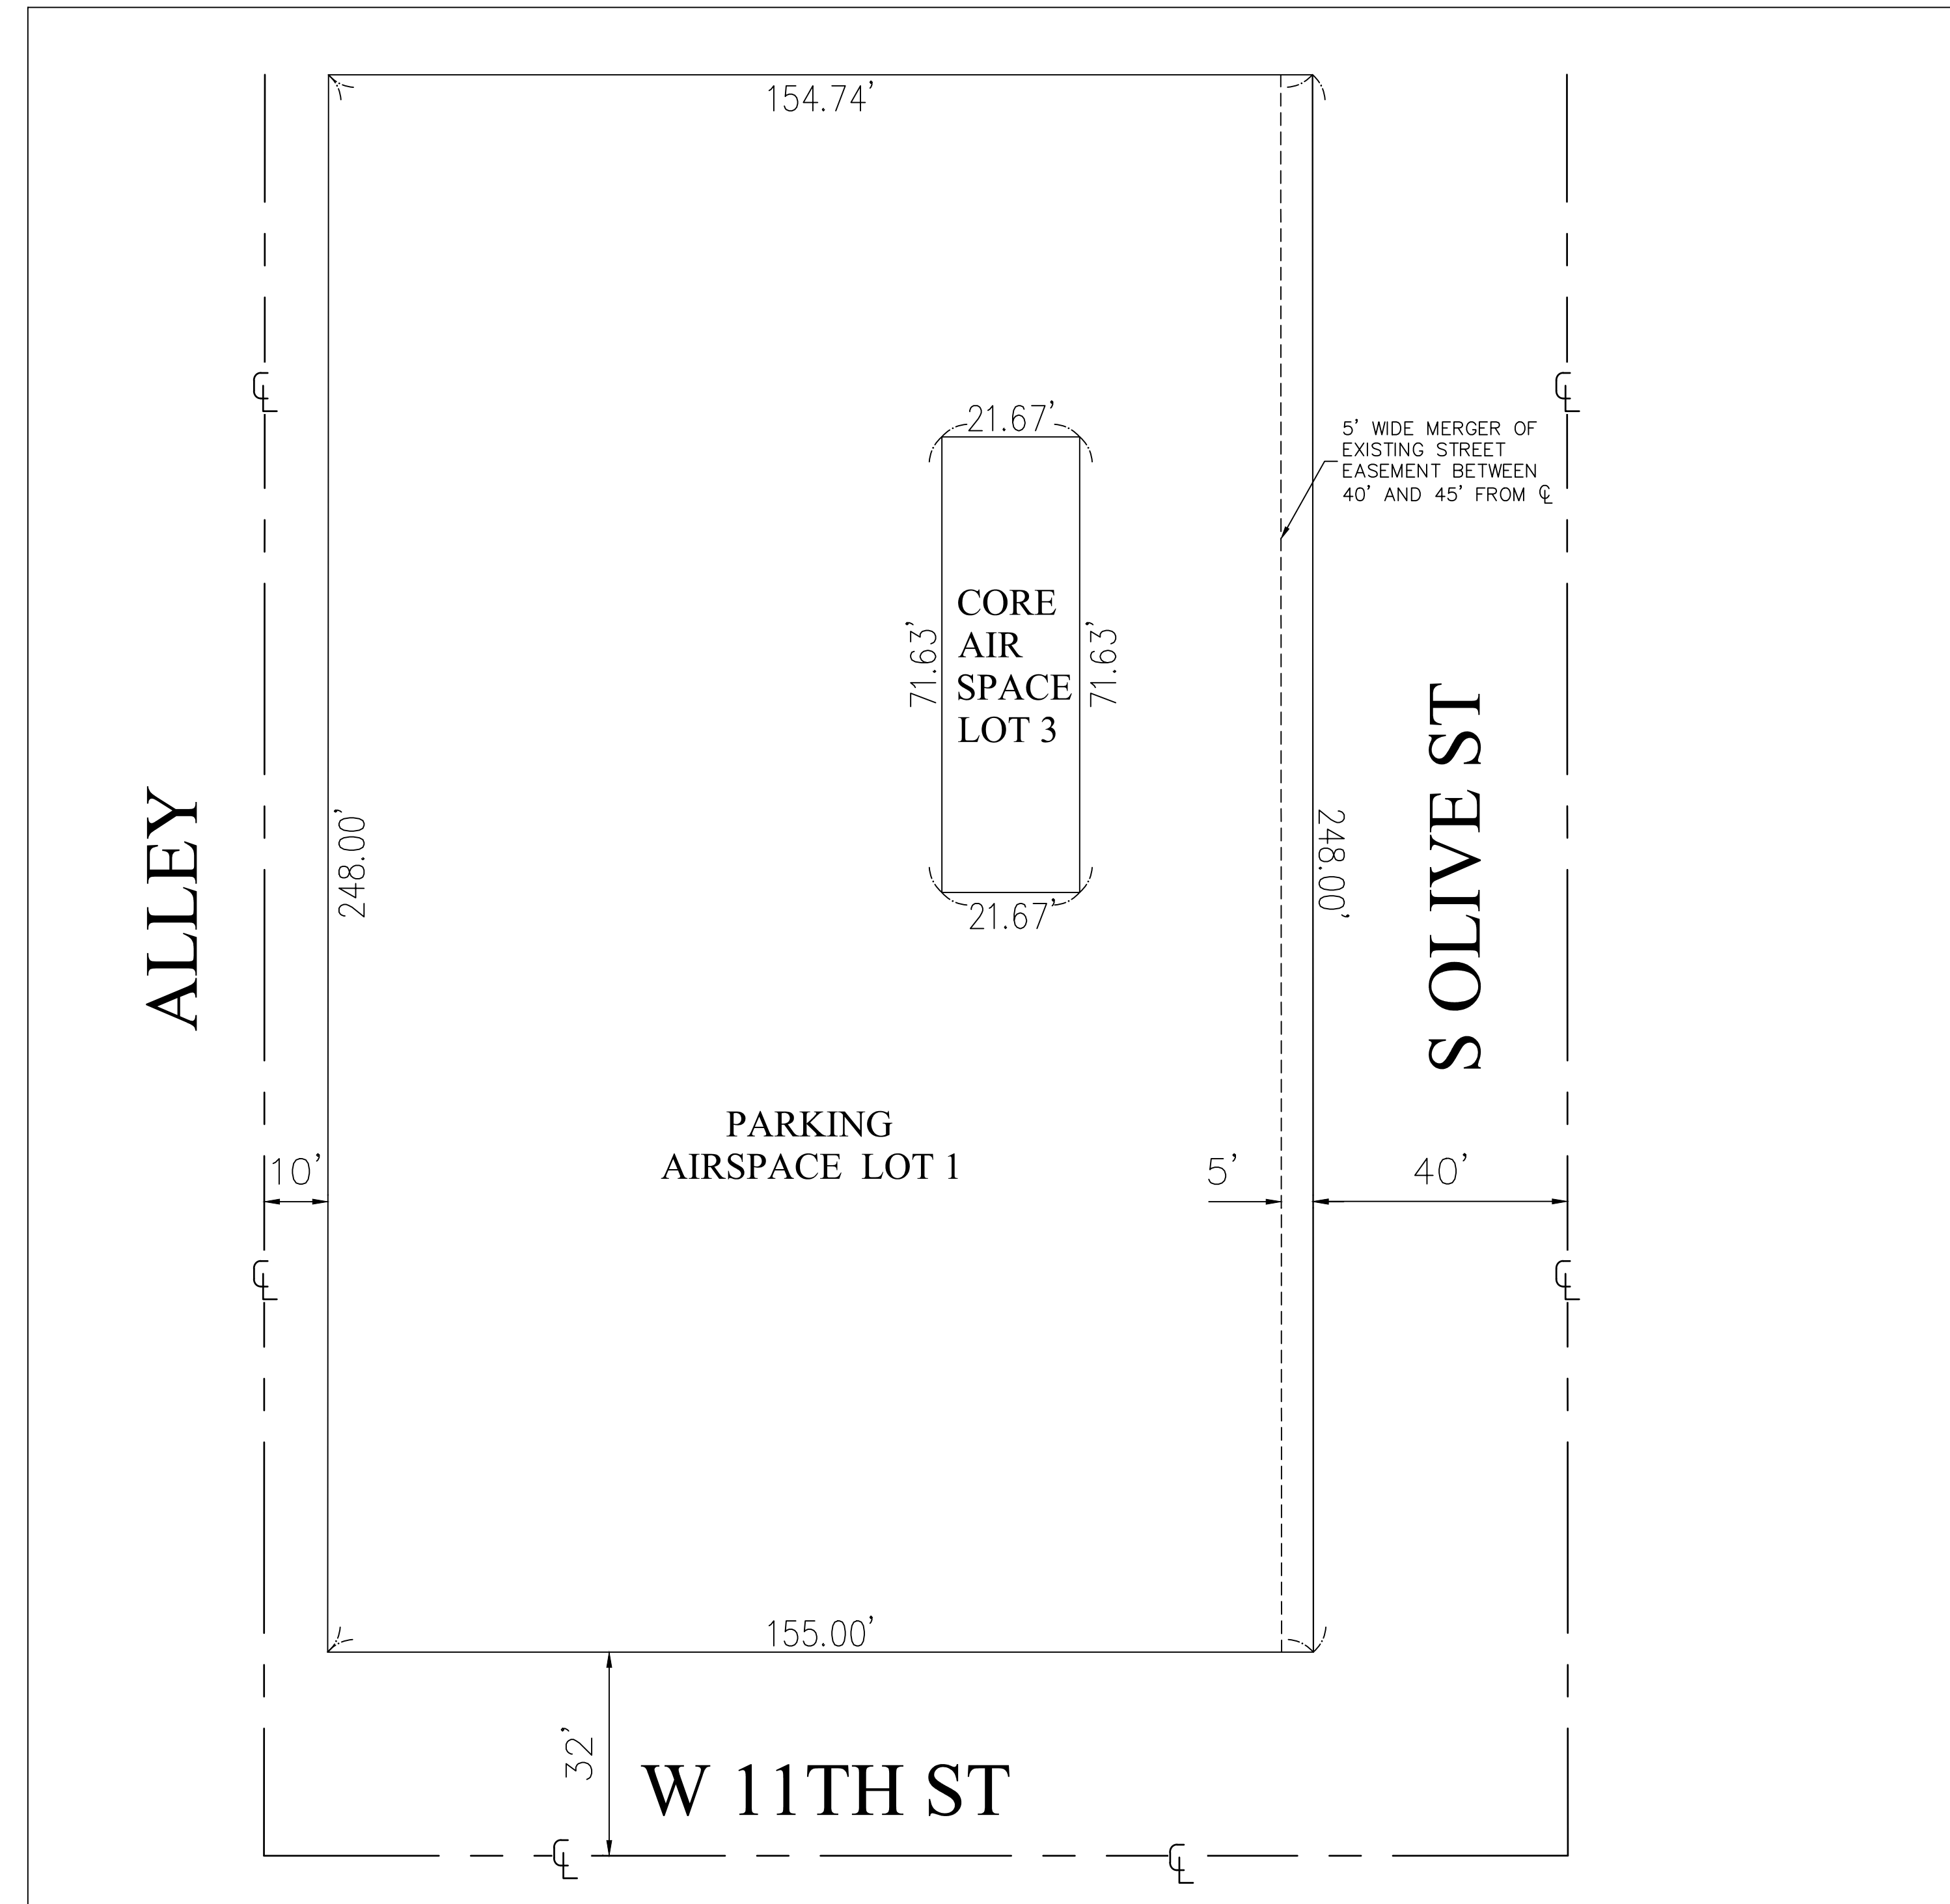 154.74'
21.67'
5' WIDE MERGER OF
EXISTING STREET
EASEMENT BETWEEN
40' AND 45' FROM ℄
℄
℄
CORE
AIR
SPACE
LOT 3
71.63'
71.63'
21.67'
248.00'
248.00'
ALLEY
S OLIVE ST
PARKING
AIRSPACE LOT 1
10'
5'
40'
℄
℄
155.00'
32'
W 11TH ST
℄
℄